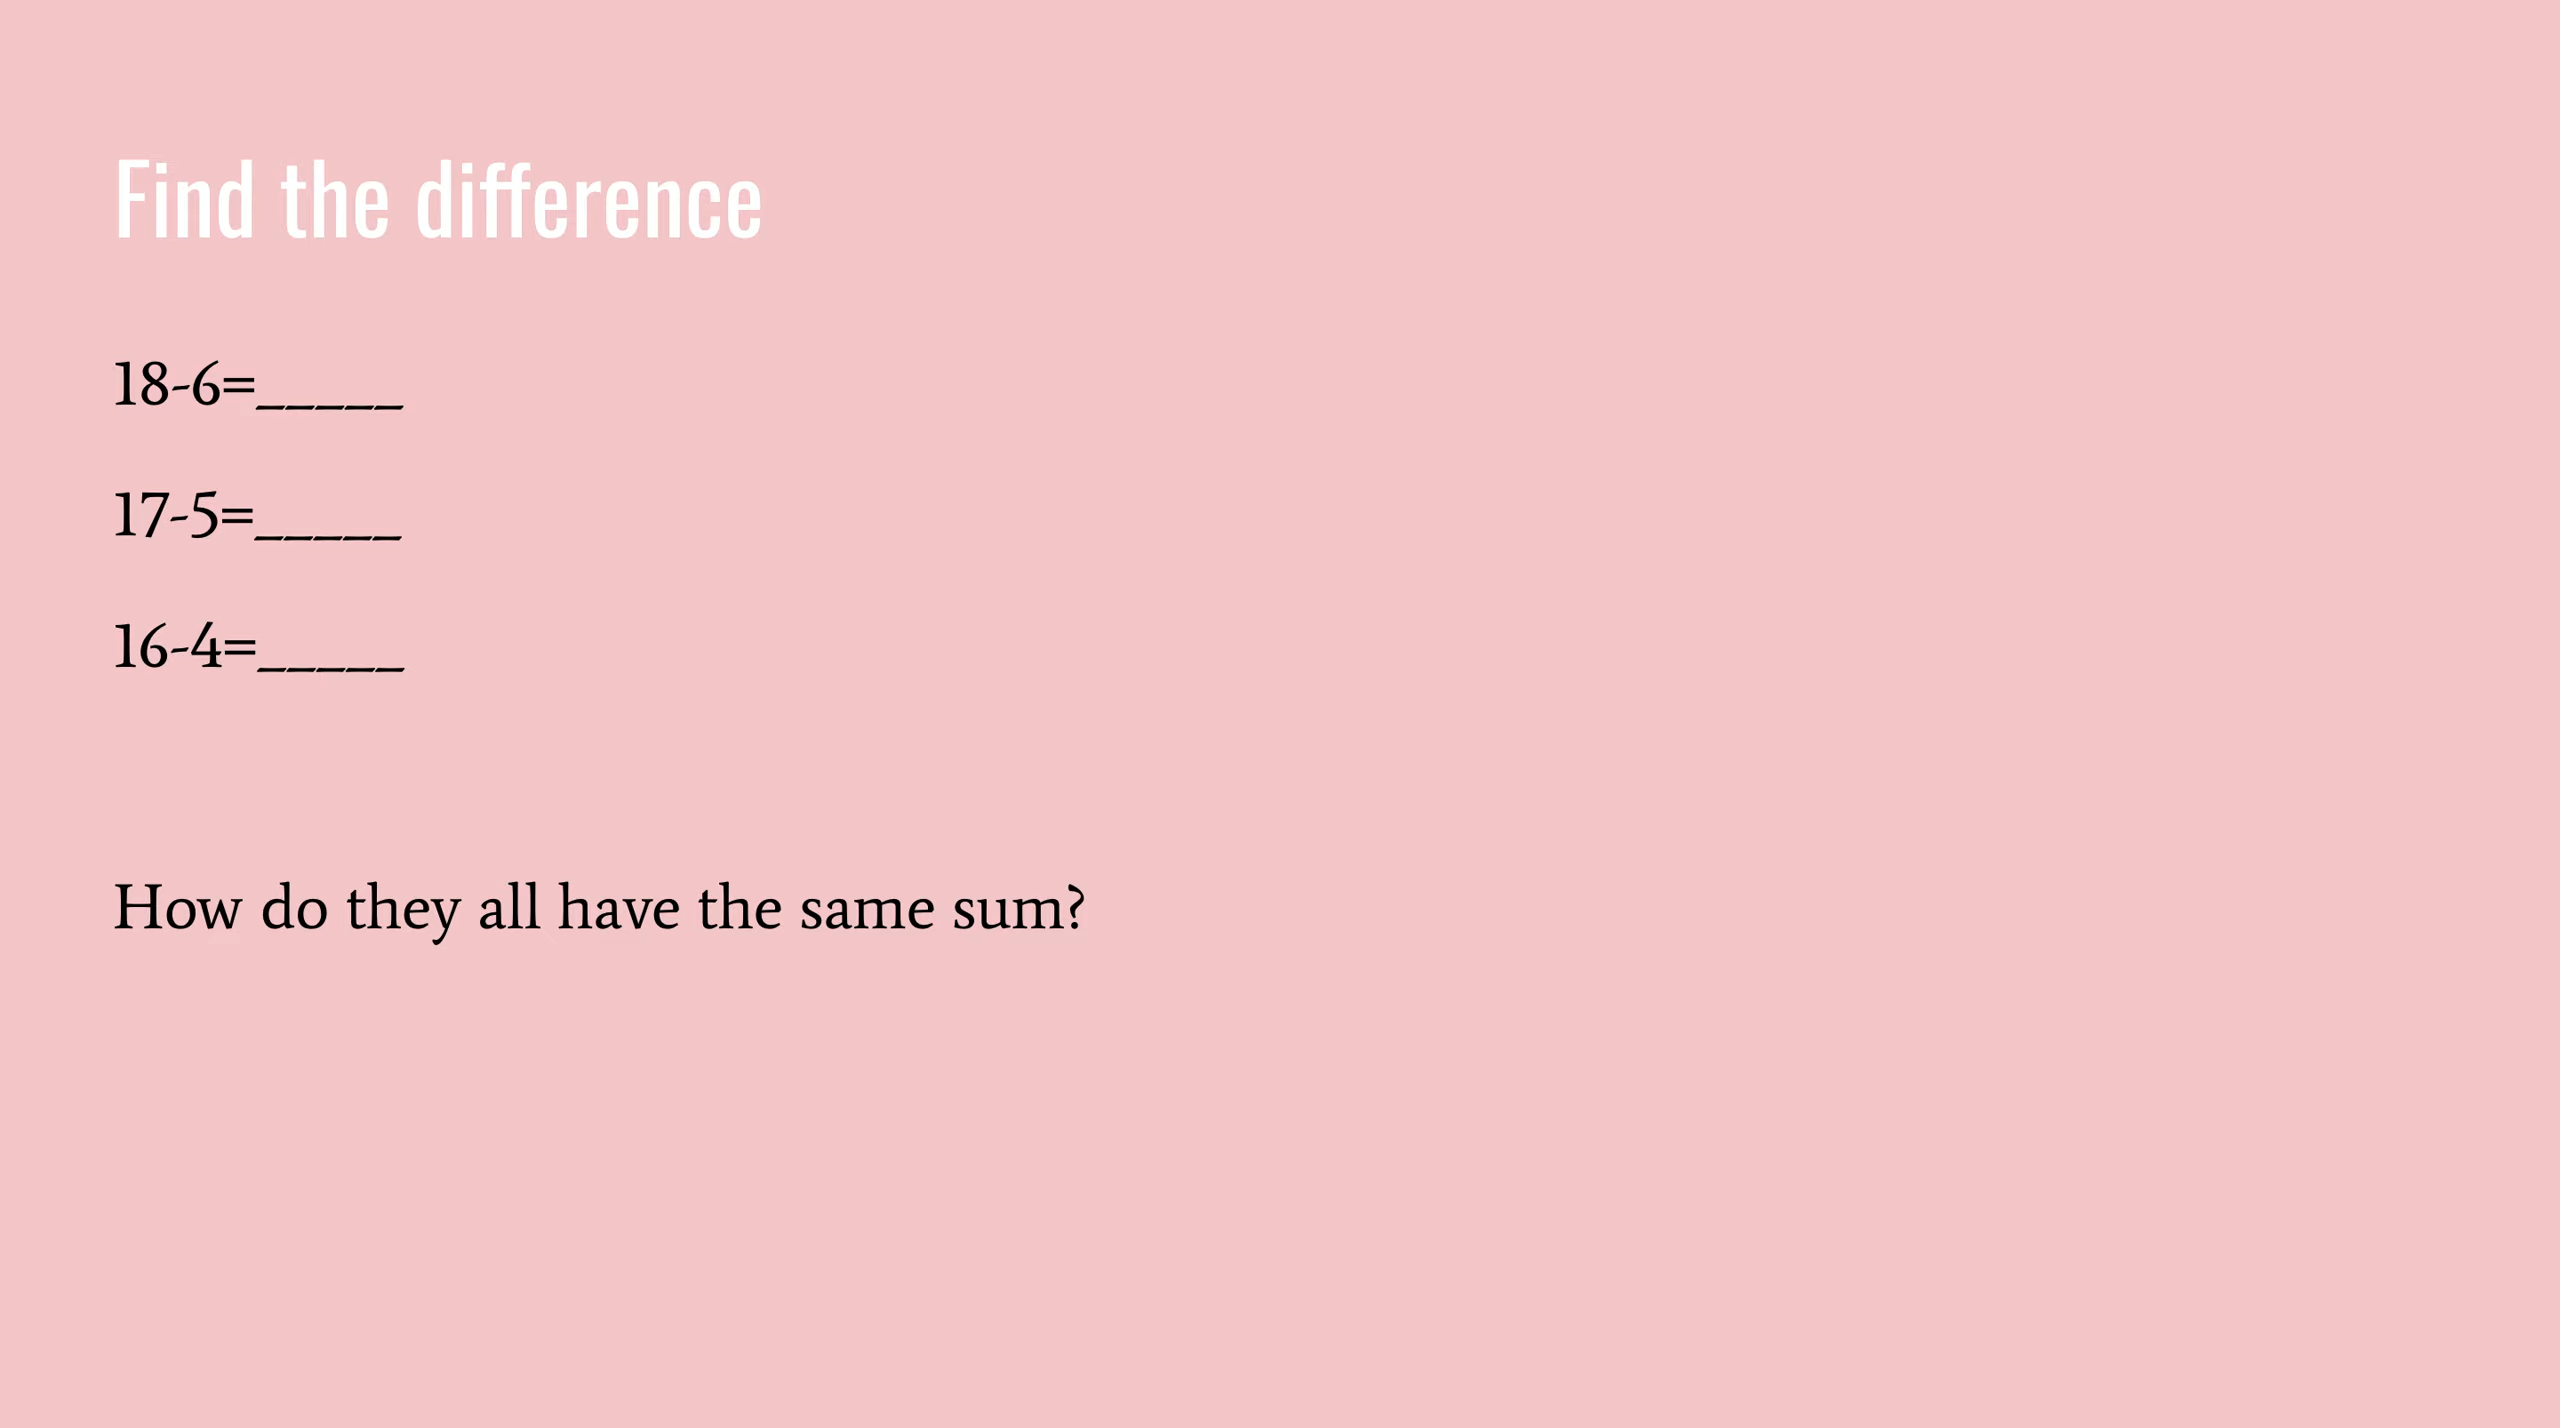 Find the difference
18-6=_____
17-5=_____
16-4=_____
How do they all have the same sum?